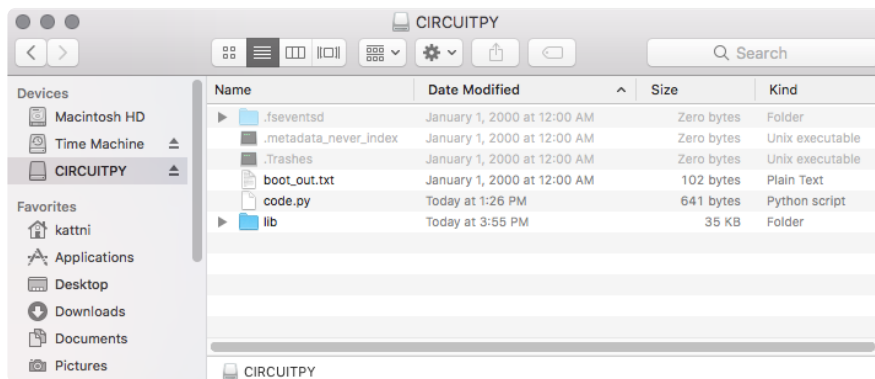 CIRCUITPY
Search
Devices
Macintosh HD
Time Machine
CIRCUITPY
Favorites
kattni
Applications
Desktop
Downloads
Documents
Pictures
Name Date Modified Size Kind
.fseventsd January 1, 2000 at 12:00 AM Zero bytes Folder
.metadata_never_index January 1, 2000 at 12:00 AM Zero bytes Unix executable
.Trashes January 1, 2000 at 12:00 AM Zero bytes Unix executable
boot_out.txt January 1, 2000 at 12:00 AM 102 bytes Plain Text
code.py Today at 1:26 PM 641 bytes Python script
lib Today at 3:55 PM 35 KB Folder
CIRCUITPY